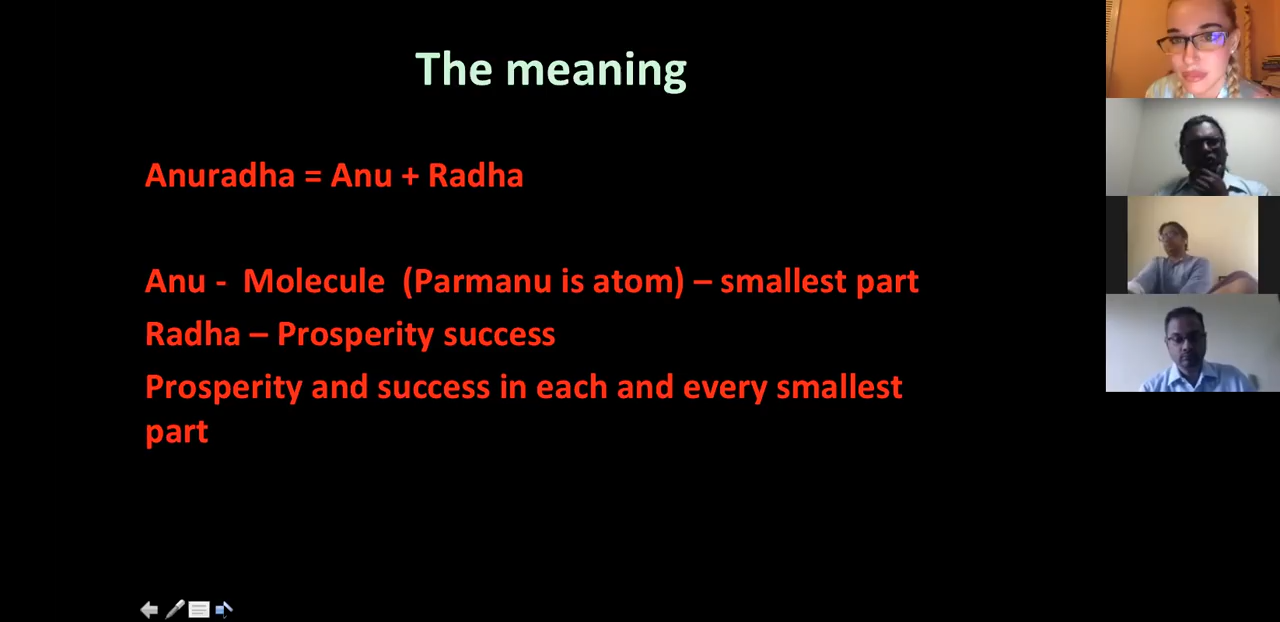 The meaning
Anuradha = Anu + Radha
Anu - Molecule (Parmanu is atom) – smallest part
Radha – Prosperity success
Prosperity and success in each and every smallest
part